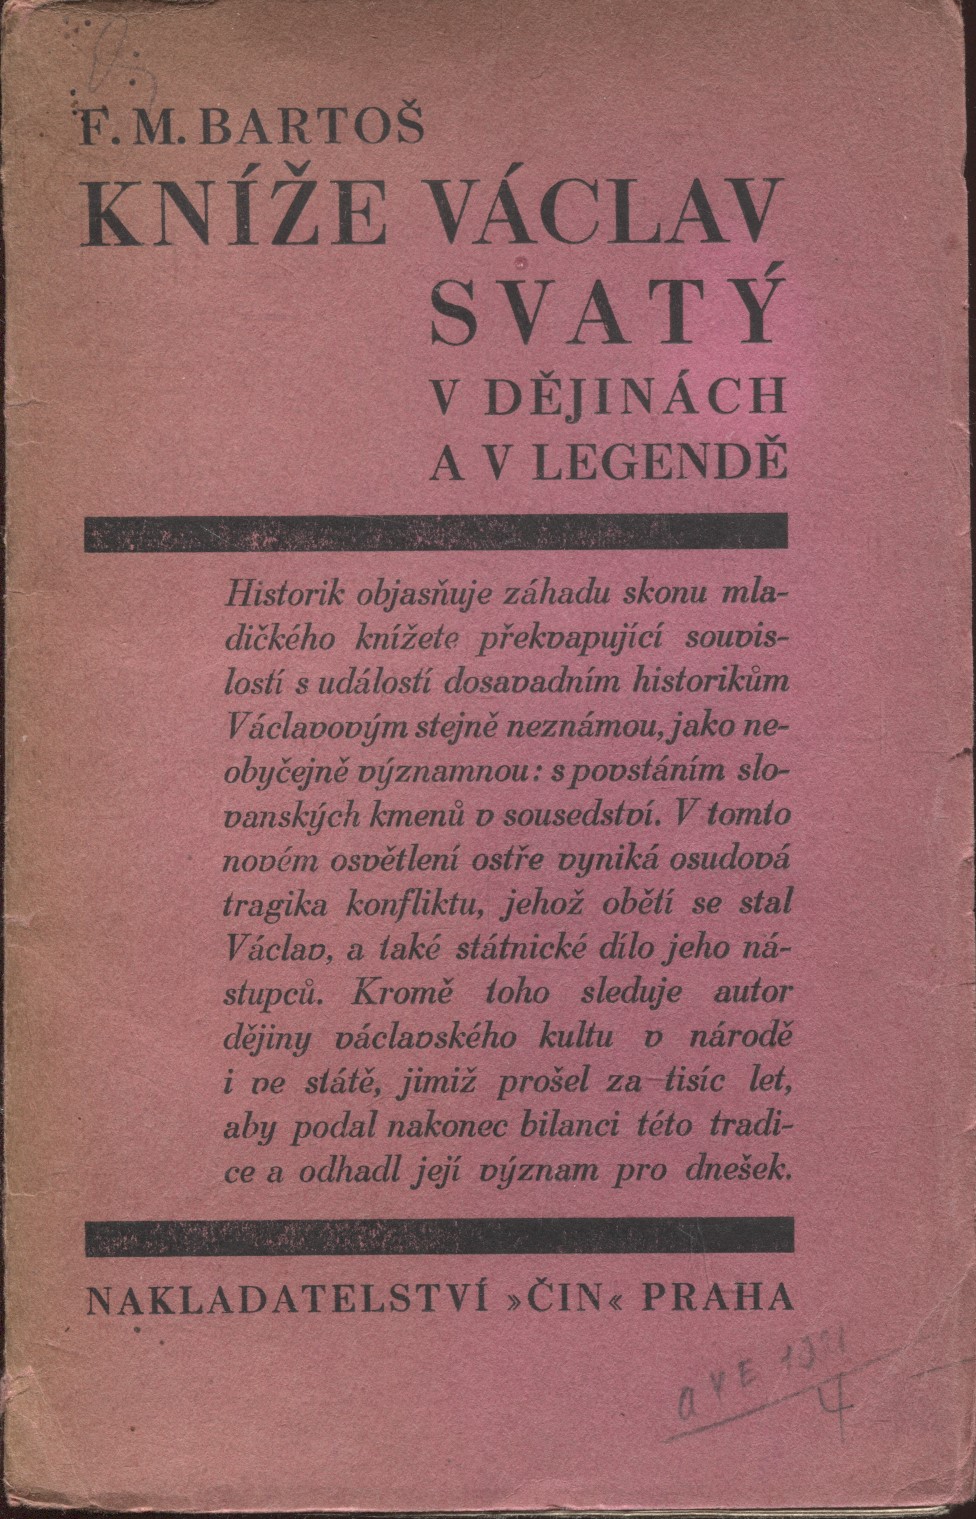 F. M. BARTOŠ
KNÍŽE VÁCLAV
SVATÝ
V DĚJINÁCH
A V LEGENDĚ
Historik objasňuje záhadu skonu mla-
dičkého knížete překvapující souvis-
lostí s událostí dosavadním historikům
Václavovým stejně neznámou, jako ne-
obyčejně významnou: s povstáním slo-
vanských kmenů v sousedství. V tomto
novém osvětlení ostře vyniká osudová
tragika konfliktu, jehož obětí se stal
Václav, a také státnické dílo jeho ná-
stupců. Kromě toho sleduje autor
dějiny václavského kultu v národě
i ve státě, jimiž prošel za tisíc let,
aby podal nakonec bilanci této tradi-
ce a odhadl její význam pro dnešek.
NAKLADATELSTVÍ »ČIN« PRAHA